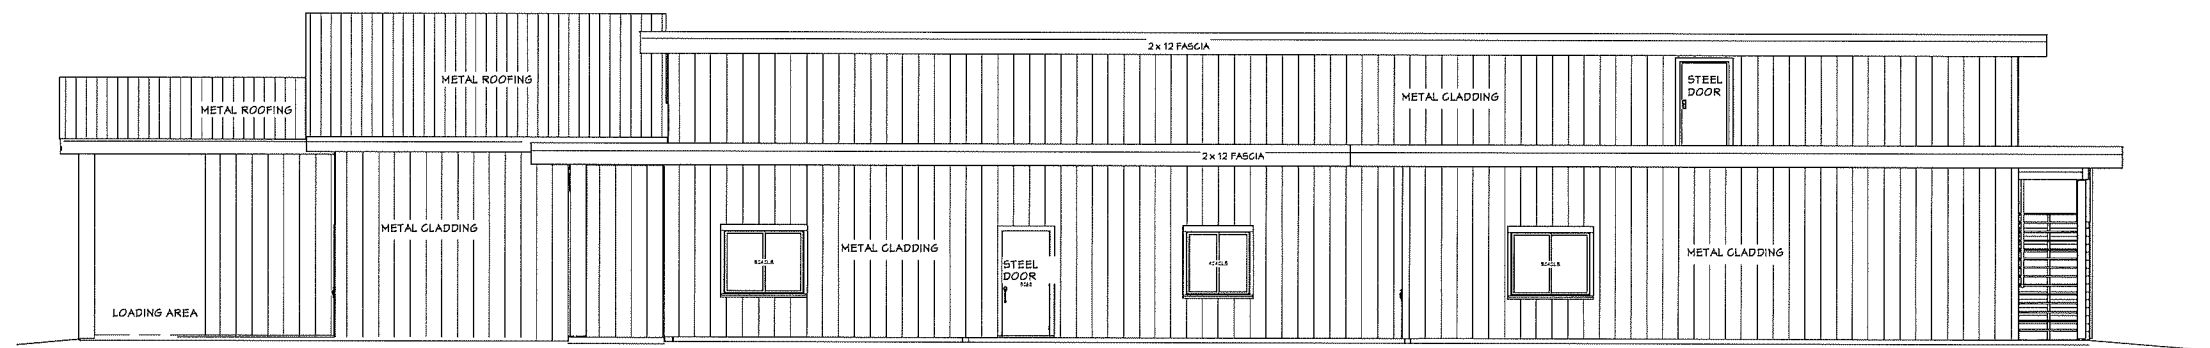 2 x 12 FASCIA
METAL ROOFING
STEEL
DOOR
METAL CLADDING
METAL ROOFING
2 x 12 FASCIA
METAL CLADDING
METAL CLADDING
METAL CLADDING
STEEL
DOOR
LOADING AREA